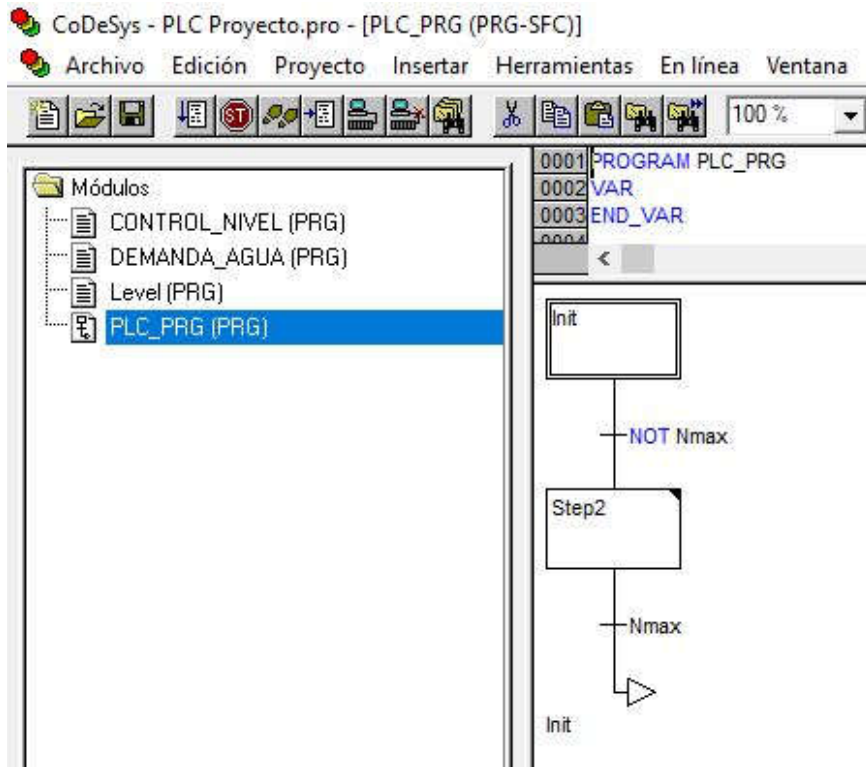 CoDeSys - PLC Proyecto.pro - [PLC_PRG (PRG-SFC)]
Archivo Edición Proyecto Insertar Herramientas En línea Ventana
ST
100 %
Módulos
CONTROL_NIVEL (PRG)
DEMANDA_AGUA (PRG)
Level (PRG)
PLC_PRG (PRG)
0001 PROGRAM PLC_PRG
0002 VAR
0003 END_VAR
0004
Init
NOT Nmax
Step2
Nmax
Init